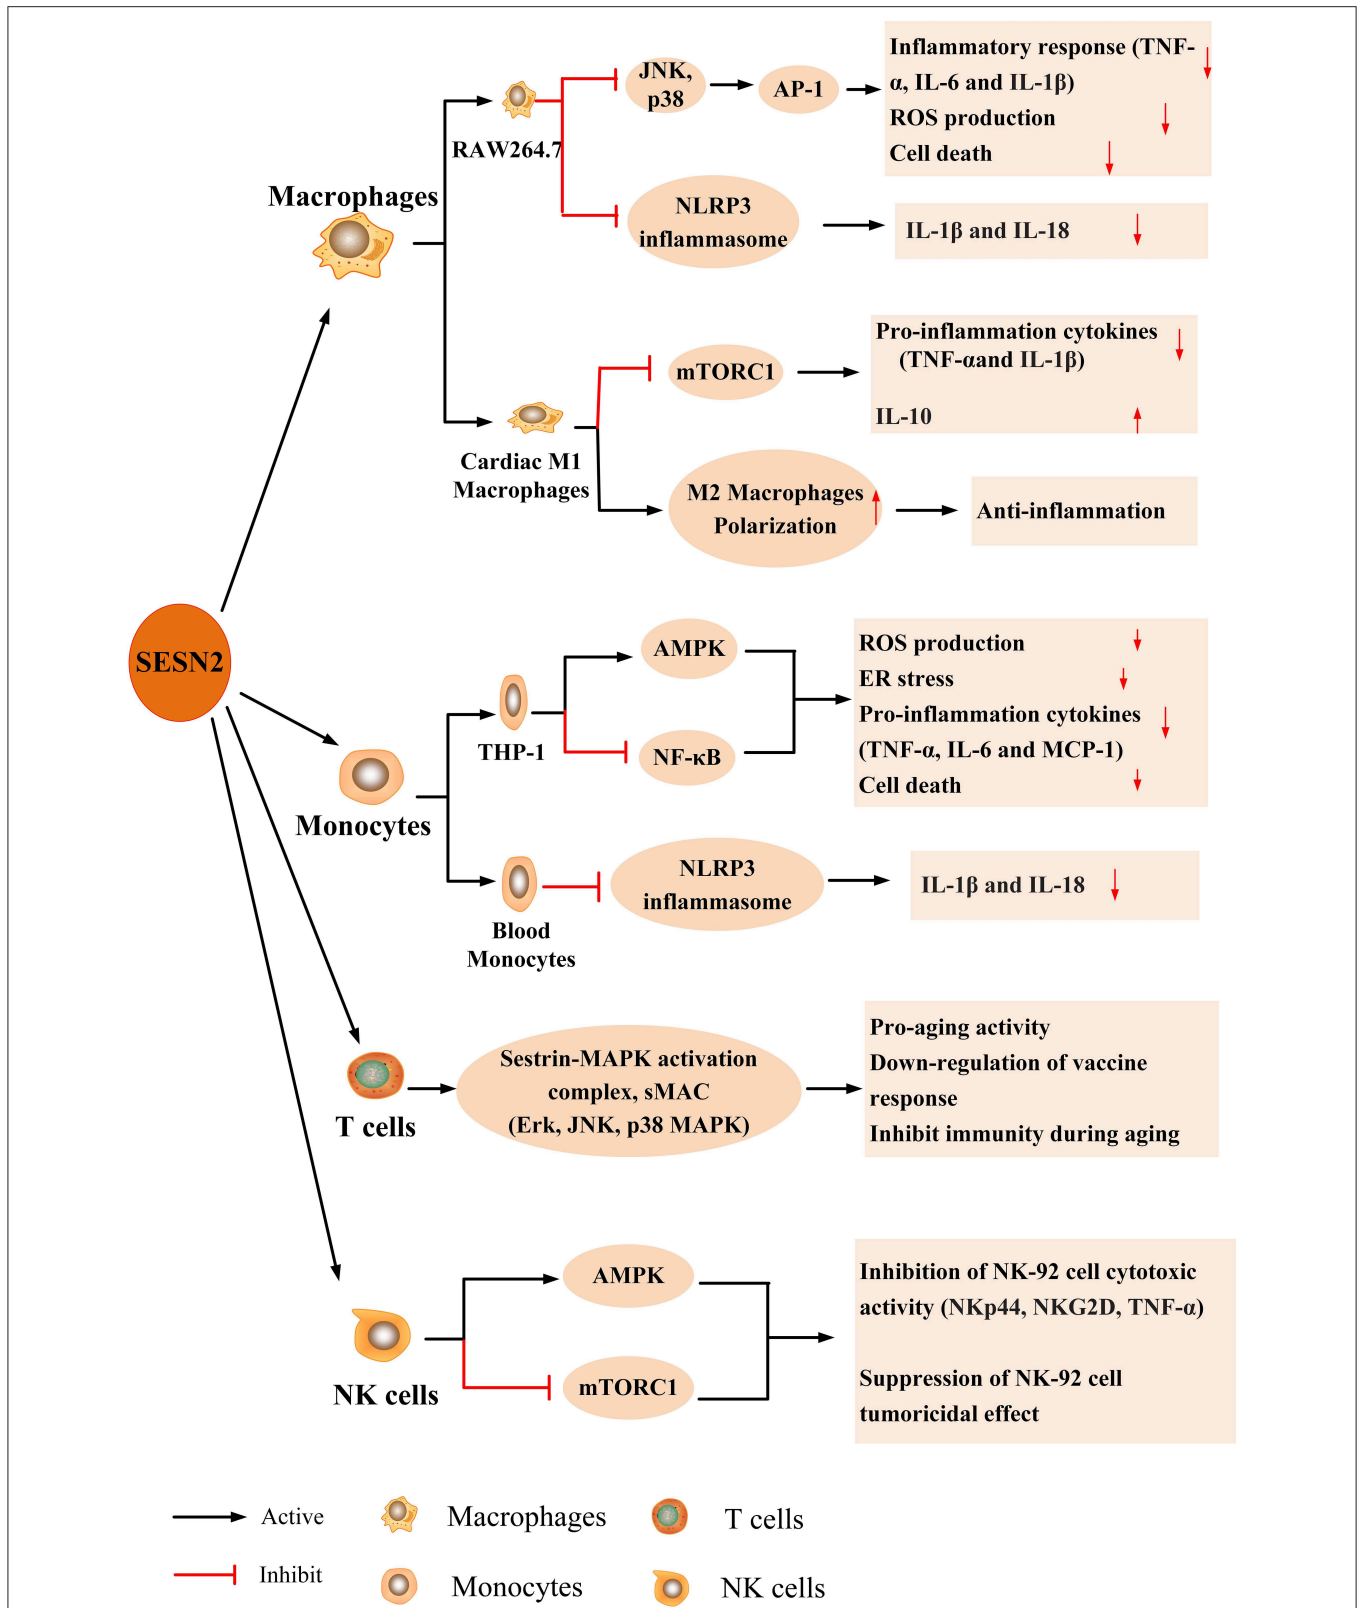 Inflammatory response (TNF-
α, IL-6 and IL-1β)
ROS production
Cell death
JNK,
p38
AP-1
RAW264.7
Macrophages
NLRP3
inflammasome
IL-1β and IL-18
Pro-inflammation cytokines
(TNF-αand IL-1β)
IL-10
mTORC1
Cardiac M1
Macrophages
M2 Macrophages
Polarization
Anti-inflammation
SESN2
AMPK
THP-1
NF-κB
ROS production
ER stress
Pro-inflammation cytokines
(TNF-α, IL-6 and MCP-1)
Cell death
Monocytes
NLRP3
inflammasome
IL-1β and IL-18
Blood
Monocytes
T cells
Sestrin-MAPK activation
complex, sMAC
(Erk, JNK, p38 MAPK)
Pro-aging activity
Down-regulation of vaccine
response
Inhibit immunity during aging
NK cells
AMPK
mTORC1
Inhibition of NK-92 cell cytotoxic
activity (NKp44, NKG2D, TNF-α)
Suppression of NK-92 cell
tumoricidal effect
Active
Macrophages
T cells
Inhibit
Monocytes
NK cells